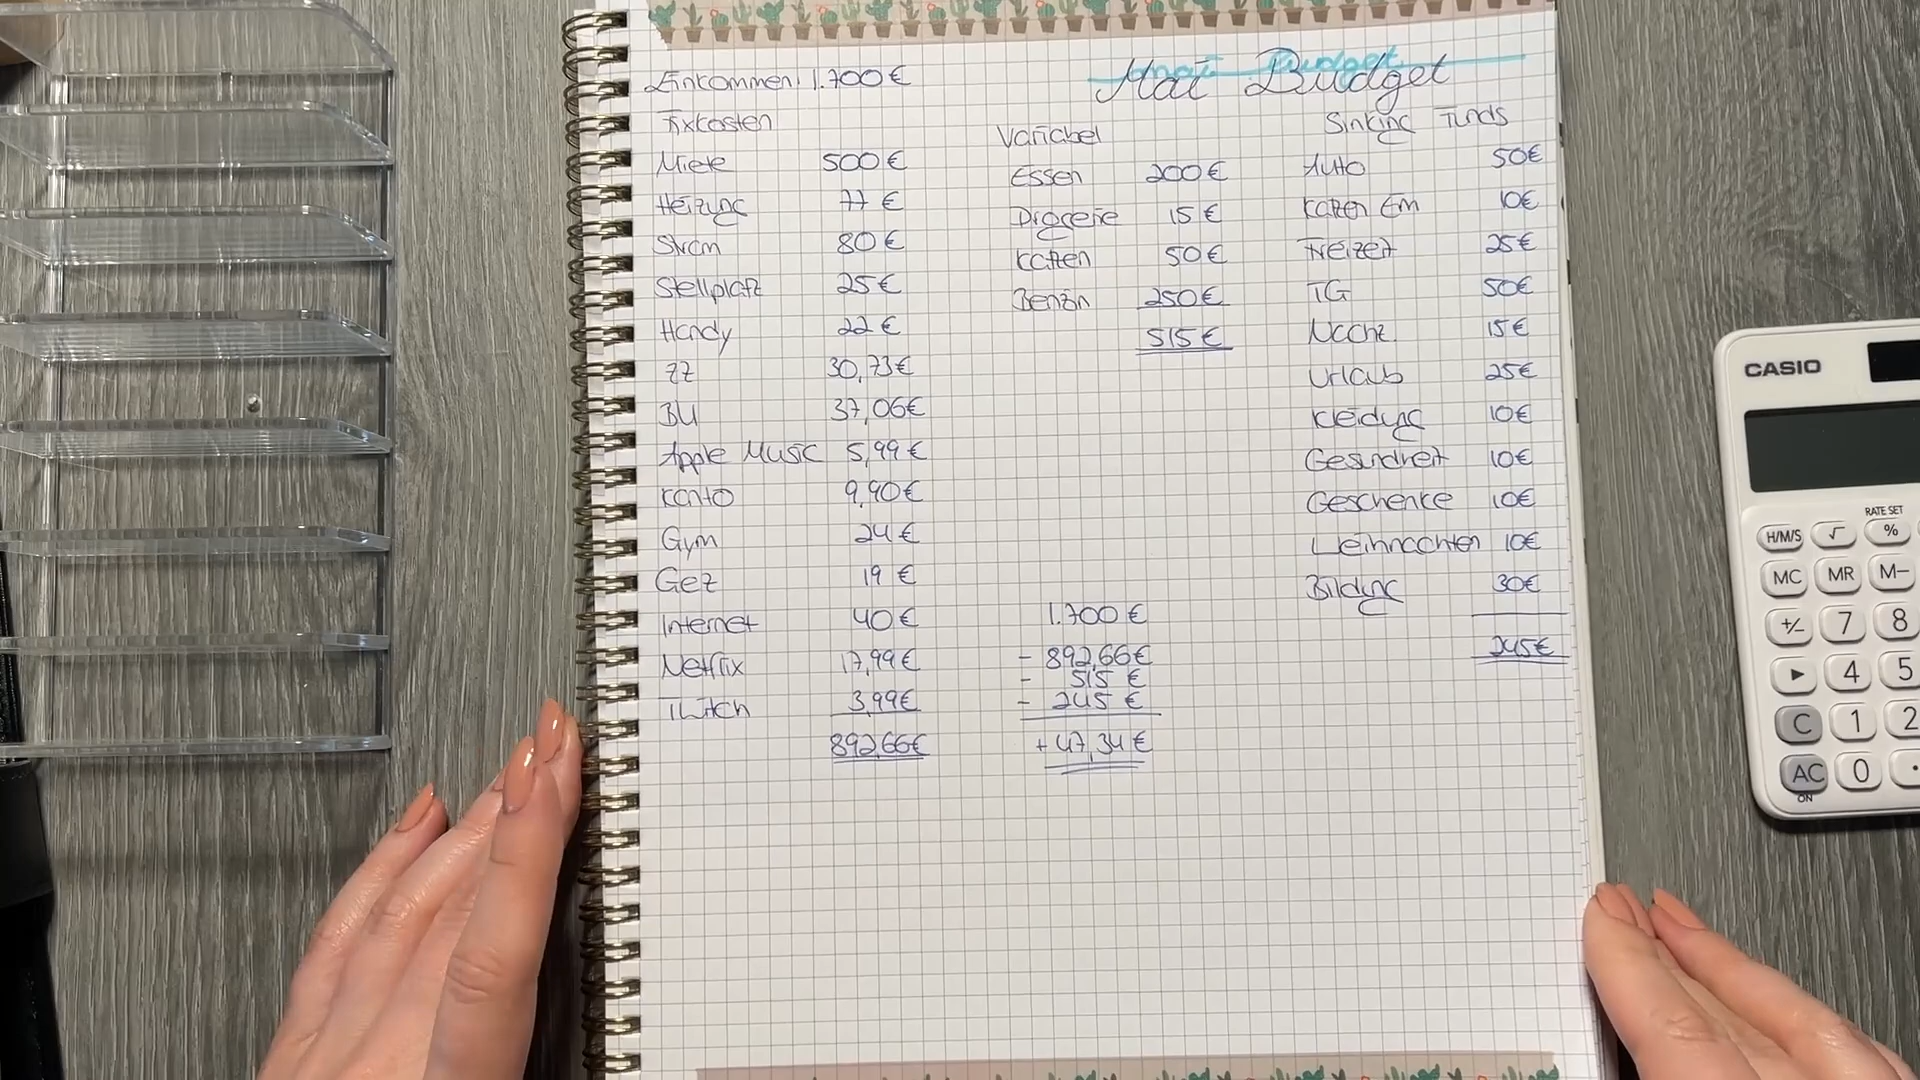 Mai Budget
Einkommen: 1.700 €
Fixkosten
Miete 500 €
Heizung 77 €
Strom 80 €
Stellplatz 25 €
Handy 22 €
ZZ 30,73 €
BU 37,06 €
Apple Music 5,99 €
Konto 9,90 €
Gym 24 €
Gez 19 €
Internet 40 €
Netflix 17,99 €
Twitch 3,99 €
892,66 €
Variabel
Essen 200 €
Drogerie 15 €
Katzen 50 €
Benzin 250 €
515 €
1.700 €
- 892,66 €
- 515 €
- 245 €
+ 47,34 €
Sinking Funds
Auto 50 €
Katzen Em 10 €
Freizeit 25 €
TG 50 €
Nachz. 15 €
Urlaub 25 €
Kleidung 10 €
Gesundheit 10 €
Geschenke 10 €
Weihnachten 10 €
Bildung 30 €
245 €
CASIO
RATE SET
H/M/S √ %
MC MR M−
+/− 7 8
▶ 4 5
C 1 2
AC 0 .
ON